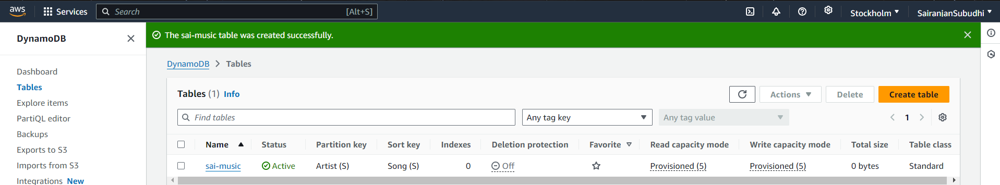 aws Services Search [Alt+S] Stockholm SairanjanSubudhi
DynamoDB
The sai-music table was created successfully.
Dashboard
Tables
Explore items
PartiQL editor
Backups
Exports to S3
Imports from S3
Integrations New
DynamoDB Tables
Tables (1) Info Actions Delete Create table
Find tables Any tag key Any tag value 1
Name Status Partition key Sort key Indexes Deletion protection Favorite Read capacity mode Write capacity mode Total size Table class
sai-music Active Artist (S) Song (S) 0 Off Provisioned (5) Provisioned (5) 0 bytes Standard